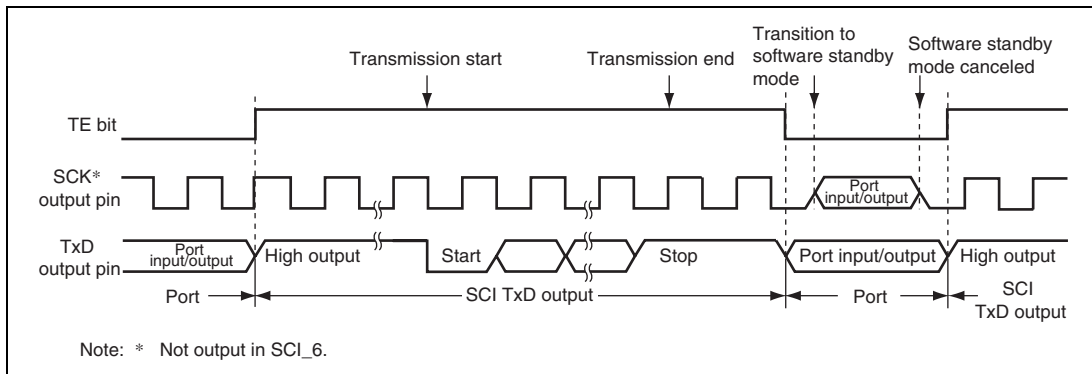 Transmission start
Transmission end
Transition to
software standby
mode
Software standby
mode canceled
TE bit
SCK*
output pin
Port
input/output
TxD
output pin
Port
input/output
High output
Start
Stop
Port input/output
High output
Port
SCI TxD output
Port
SCI
TxD output
Note: * Not output in SCI_6.